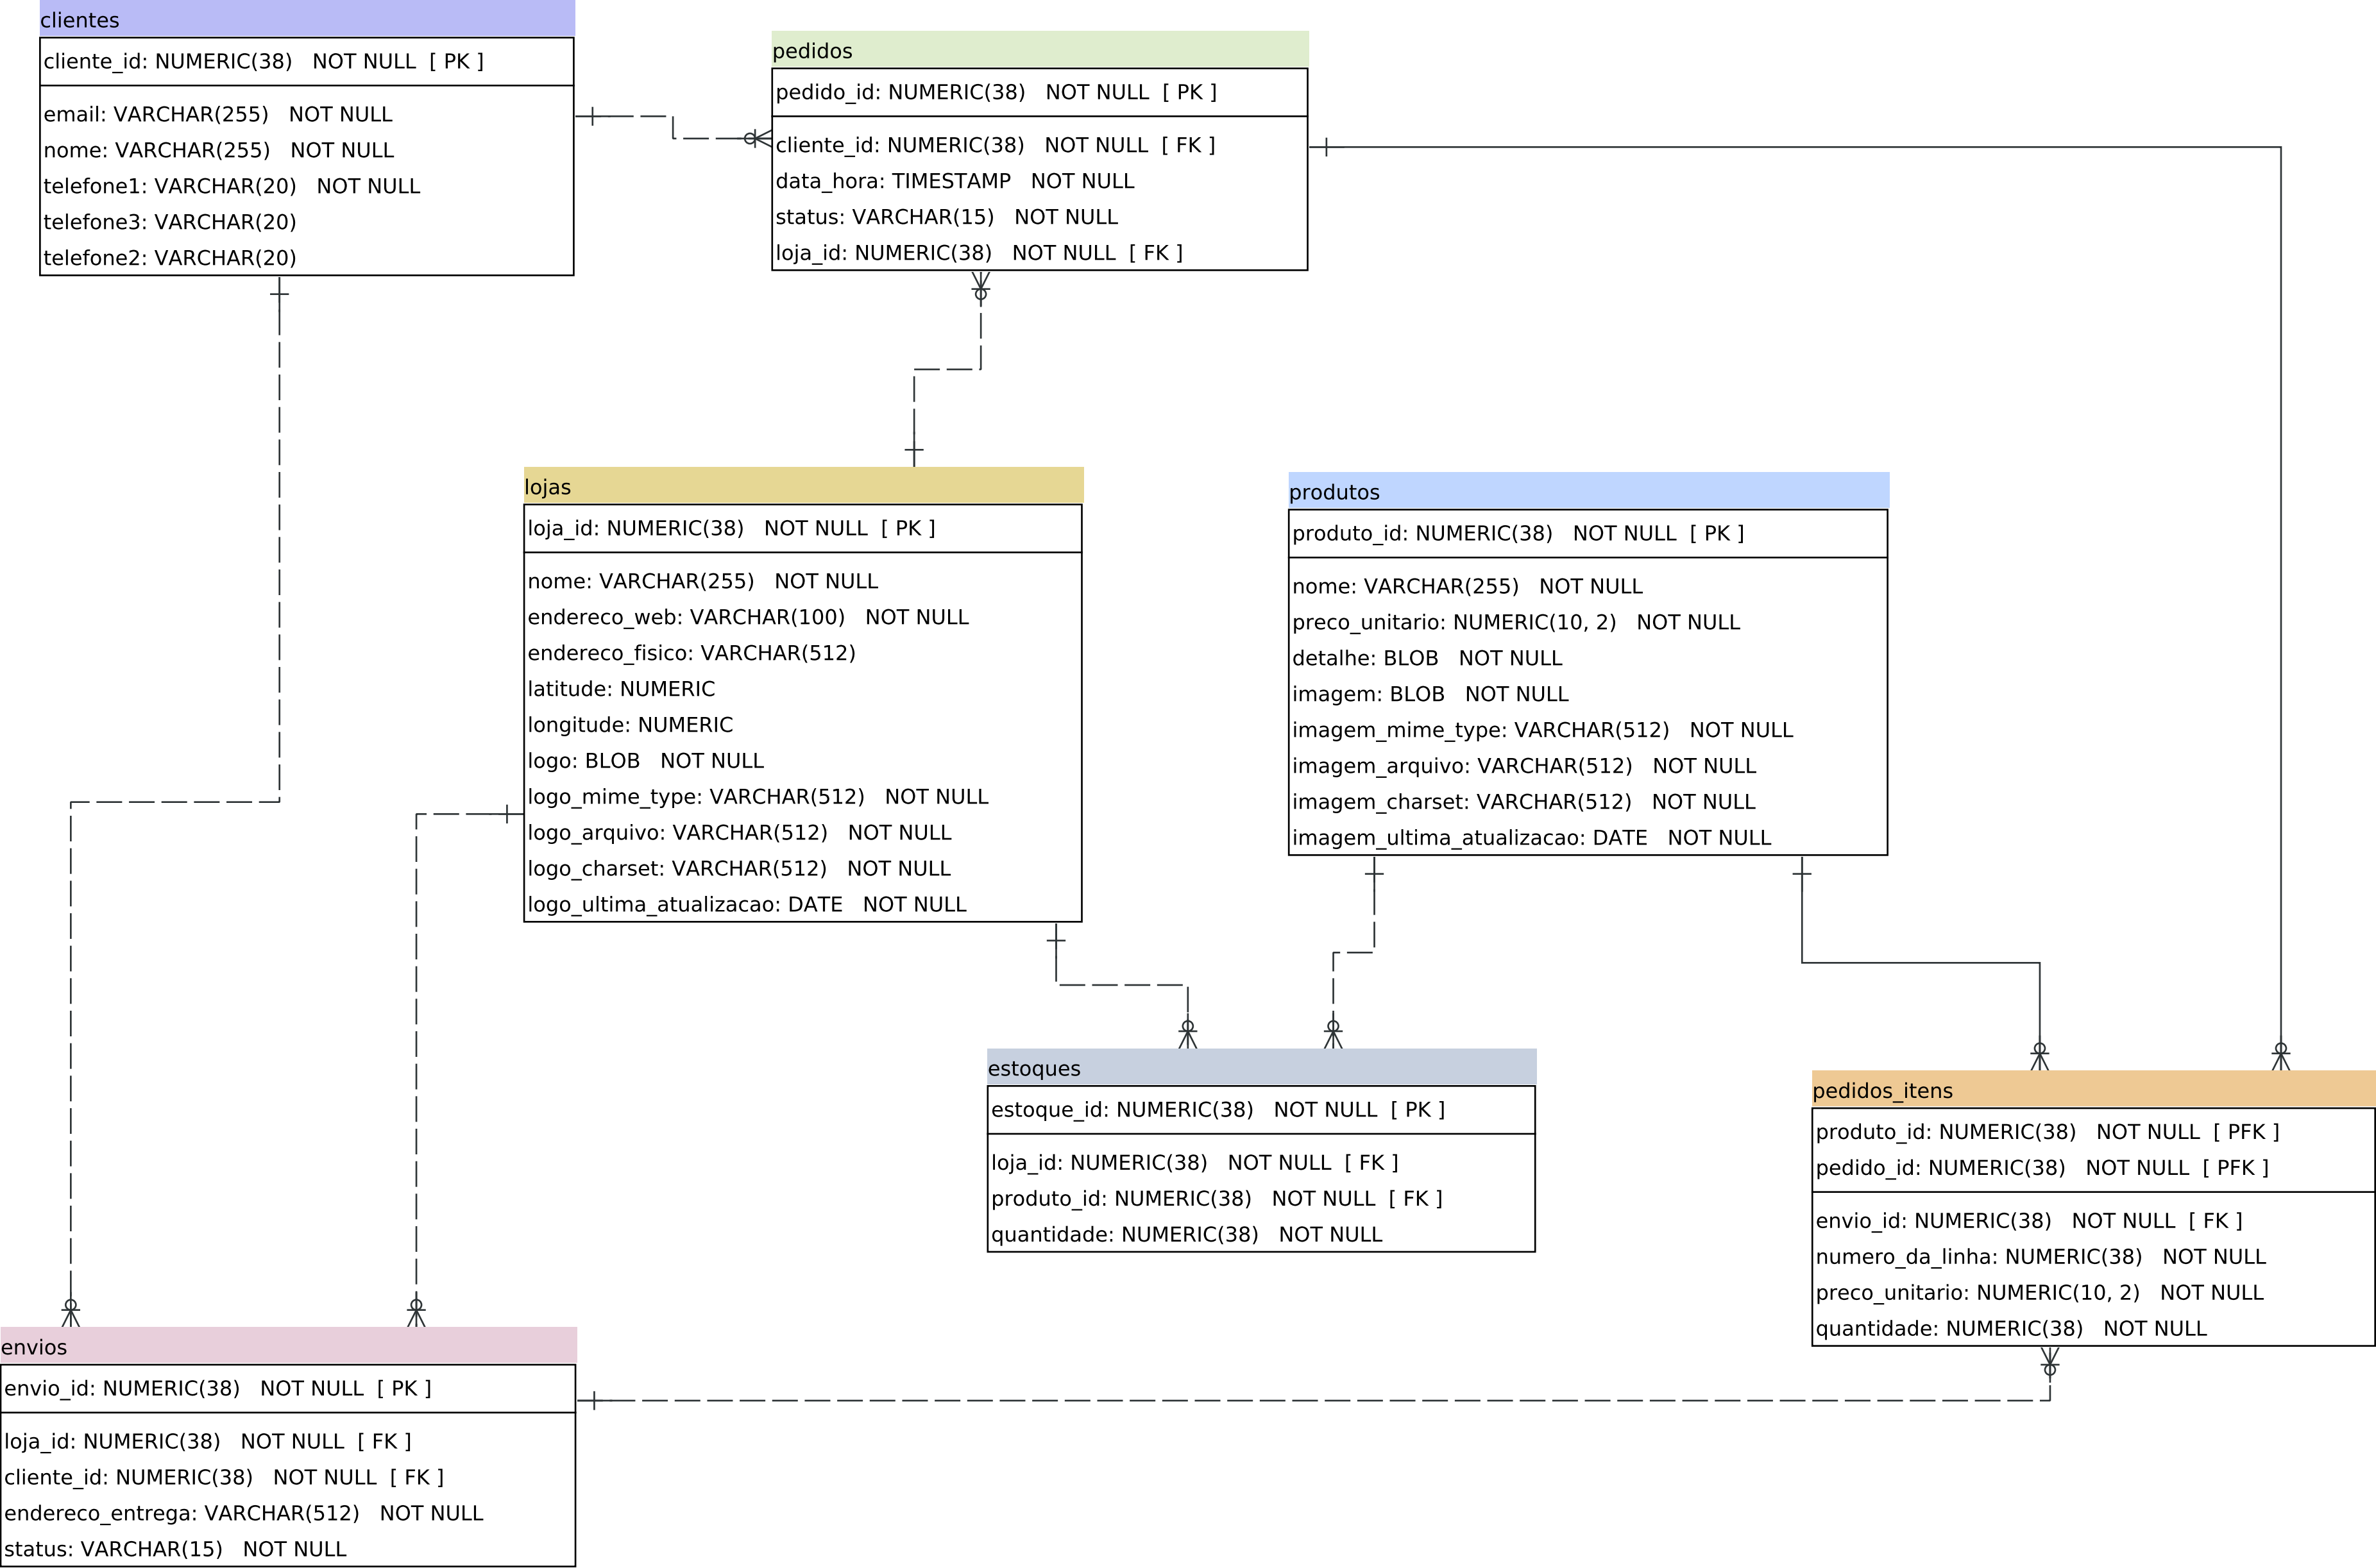 clientes
cliente_id: NUMERIC(38) NOT NULL [ PK ]
email: VARCHAR(255) NOT NULL
nome: VARCHAR(255) NOT NULL
telefone1: VARCHAR(20) NOT NULL
telefone3: VARCHAR(20)
telefone2: VARCHAR(20)
pedidos
pedido_id: NUMERIC(38) NOT NULL [ PK ]
cliente_id: NUMERIC(38) NOT NULL [ FK ]
data_hora: TIMESTAMP NOT NULL
status: VARCHAR(15) NOT NULL
loja_id: NUMERIC(38) NOT NULL [ FK ]
lojas
loja_id: NUMERIC(38) NOT NULL [ PK ]
nome: VARCHAR(255) NOT NULL
endereco_web: VARCHAR(100) NOT NULL
endereco_fisico: VARCHAR(512)
latitude: NUMERIC
longitude: NUMERIC
logo: BLOB NOT NULL
logo_mime_type: VARCHAR(512) NOT NULL
logo_arquivo: VARCHAR(512) NOT NULL
logo_charset: VARCHAR(512) NOT NULL
logo_ultima_atualizacao: DATE NOT NULL
produtos
produto_id: NUMERIC(38) NOT NULL [ PK ]
nome: VARCHAR(255) NOT NULL
preco_unitario: NUMERIC(10, 2) NOT NULL
detalhe: BLOB NOT NULL
imagem: BLOB NOT NULL
imagem_mime_type: VARCHAR(512) NOT NULL
imagem_arquivo: VARCHAR(512) NOT NULL
imagem_charset: VARCHAR(512) NOT NULL
imagem_ultima_atualizacao: DATE NOT NULL
estoques
estoque_id: NUMERIC(38) NOT NULL [ PK ]
loja_id: NUMERIC(38) NOT NULL [ FK ]
produto_id: NUMERIC(38) NOT NULL [ FK ]
quantidade: NUMERIC(38) NOT NULL
pedidos_itens
produto_id: NUMERIC(38) NOT NULL [ PFK ]
pedido_id: NUMERIC(38) NOT NULL [ PFK ]
envio_id: NUMERIC(38) NOT NULL [ FK ]
numero_da_linha: NUMERIC(38) NOT NULL
preco_unitario: NUMERIC(10, 2) NOT NULL
quantidade: NUMERIC(38) NOT NULL
envios
envio_id: NUMERIC(38) NOT NULL [ PK ]
loja_id: NUMERIC(38) NOT NULL [ FK ]
cliente_id: NUMERIC(38) NOT NULL [ FK ]
endereco_entrega: VARCHAR(512) NOT NULL
status: VARCHAR(15) NOT NULL